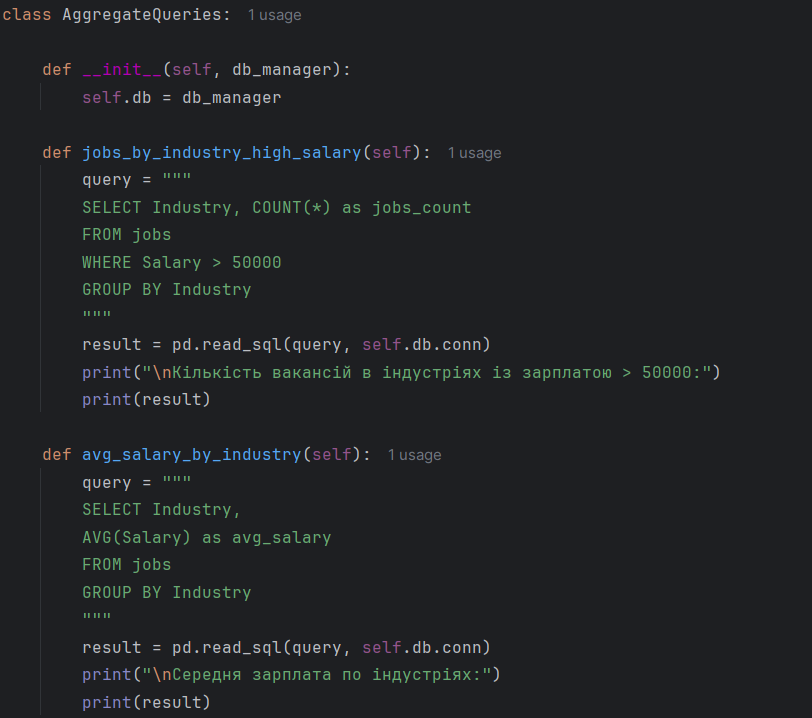 class AggregateQueries: 1 usage
def __init__(self, db_manager):
self.db = db_manager
def jobs_by_industry_high_salary(self): 1 usage
query = """
SELECT Industry, COUNT(*) as jobs_count
FROM jobs
WHERE Salary > 50000
GROUP BY Industry
"""
result = pd.read_sql(query, self.db.conn)
print("\nКількість вакансій в індустріях із зарплатою > 50000:")
print(result)
def avg_salary_by_industry(self): 1 usage
query = """
SELECT Industry,
AVG(Salary) as avg_salary
FROM jobs
GROUP BY Industry
"""
result = pd.read_sql(query, self.db.conn)
print("\nСередня зарплата по індустріях:")
print(result)